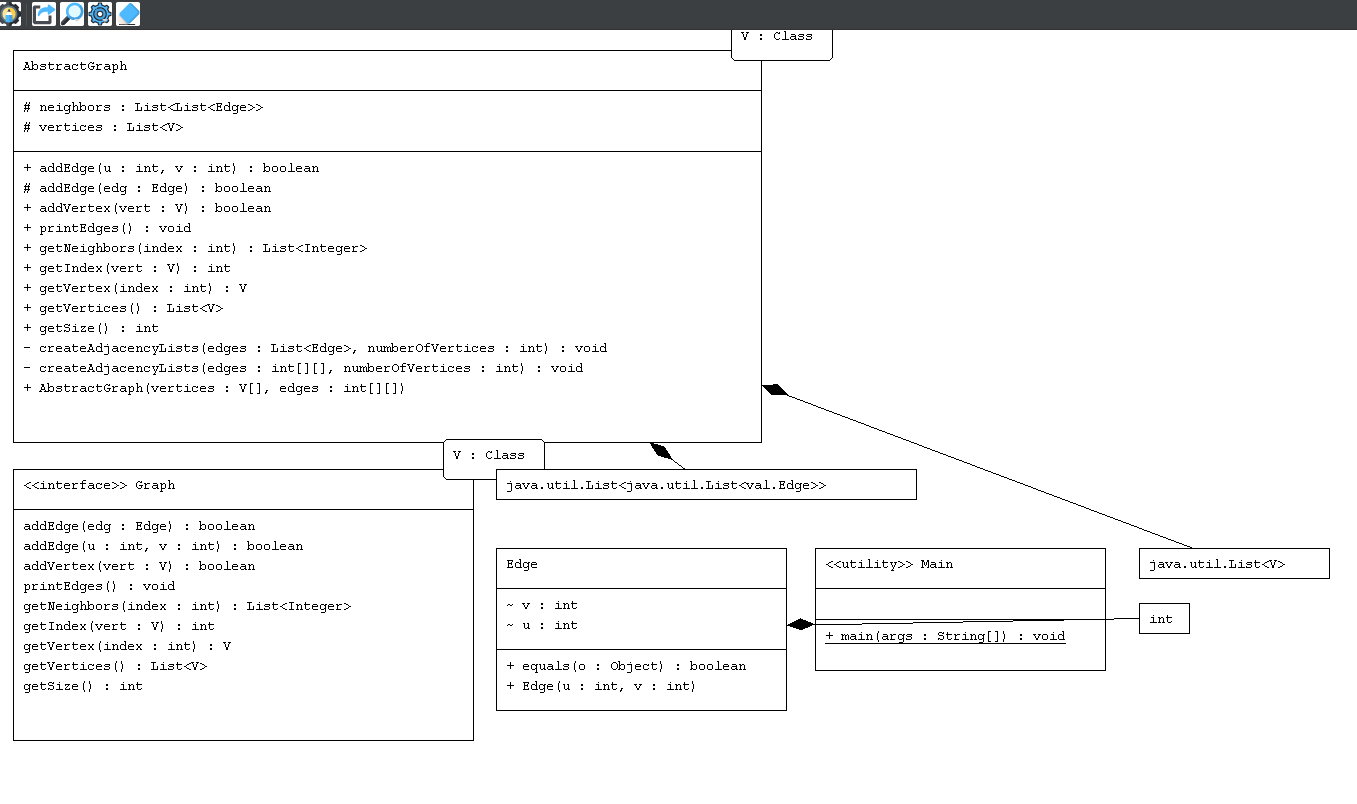 V : Class
AbstractGraph
# neighbors : List<List<Edge>>
# vertices : List<V>
+ addEdge(u : int, v : int) : boolean
# addEdge(edg : Edge) : boolean
+ addVertex(vert : V) : boolean
+ printEdges() : void
+ getNeighbors(index : int) : List<Integer>
+ getIndex(vert : V) : int
+ getVertex(index : int) : V
+ getVertices() : List<V>
+ getSize() : int
- createAdjacencyLists(edges : List<Edge>, numberOfVertices : int) : void
- createAdjacencyLists(edges : int[][], numberOfVertices : int) : void
+ AbstractGraph(vertices : V[], edges : int[][])
V : Class
<<interface>> Graph
addEdge(edg : Edge) : boolean
addEdge(u : int, v : int) : boolean
addVertex(vert : V) : boolean
printEdges() : void
getNeighbors(index : int) : List<Integer>
getIndex(vert : V) : int
getVertex(index : int) : V
getVertices() : List<V>
getSize() : int
java.util.List<java.util.List<val.Edge>>
Edge
~ v : int
~ u : int
+ equals(o : Object) : boolean
+ Edge(u : int, v : int)
<<utility>> Main
+ main(args : String[]) : void
java.util.List<V>
int